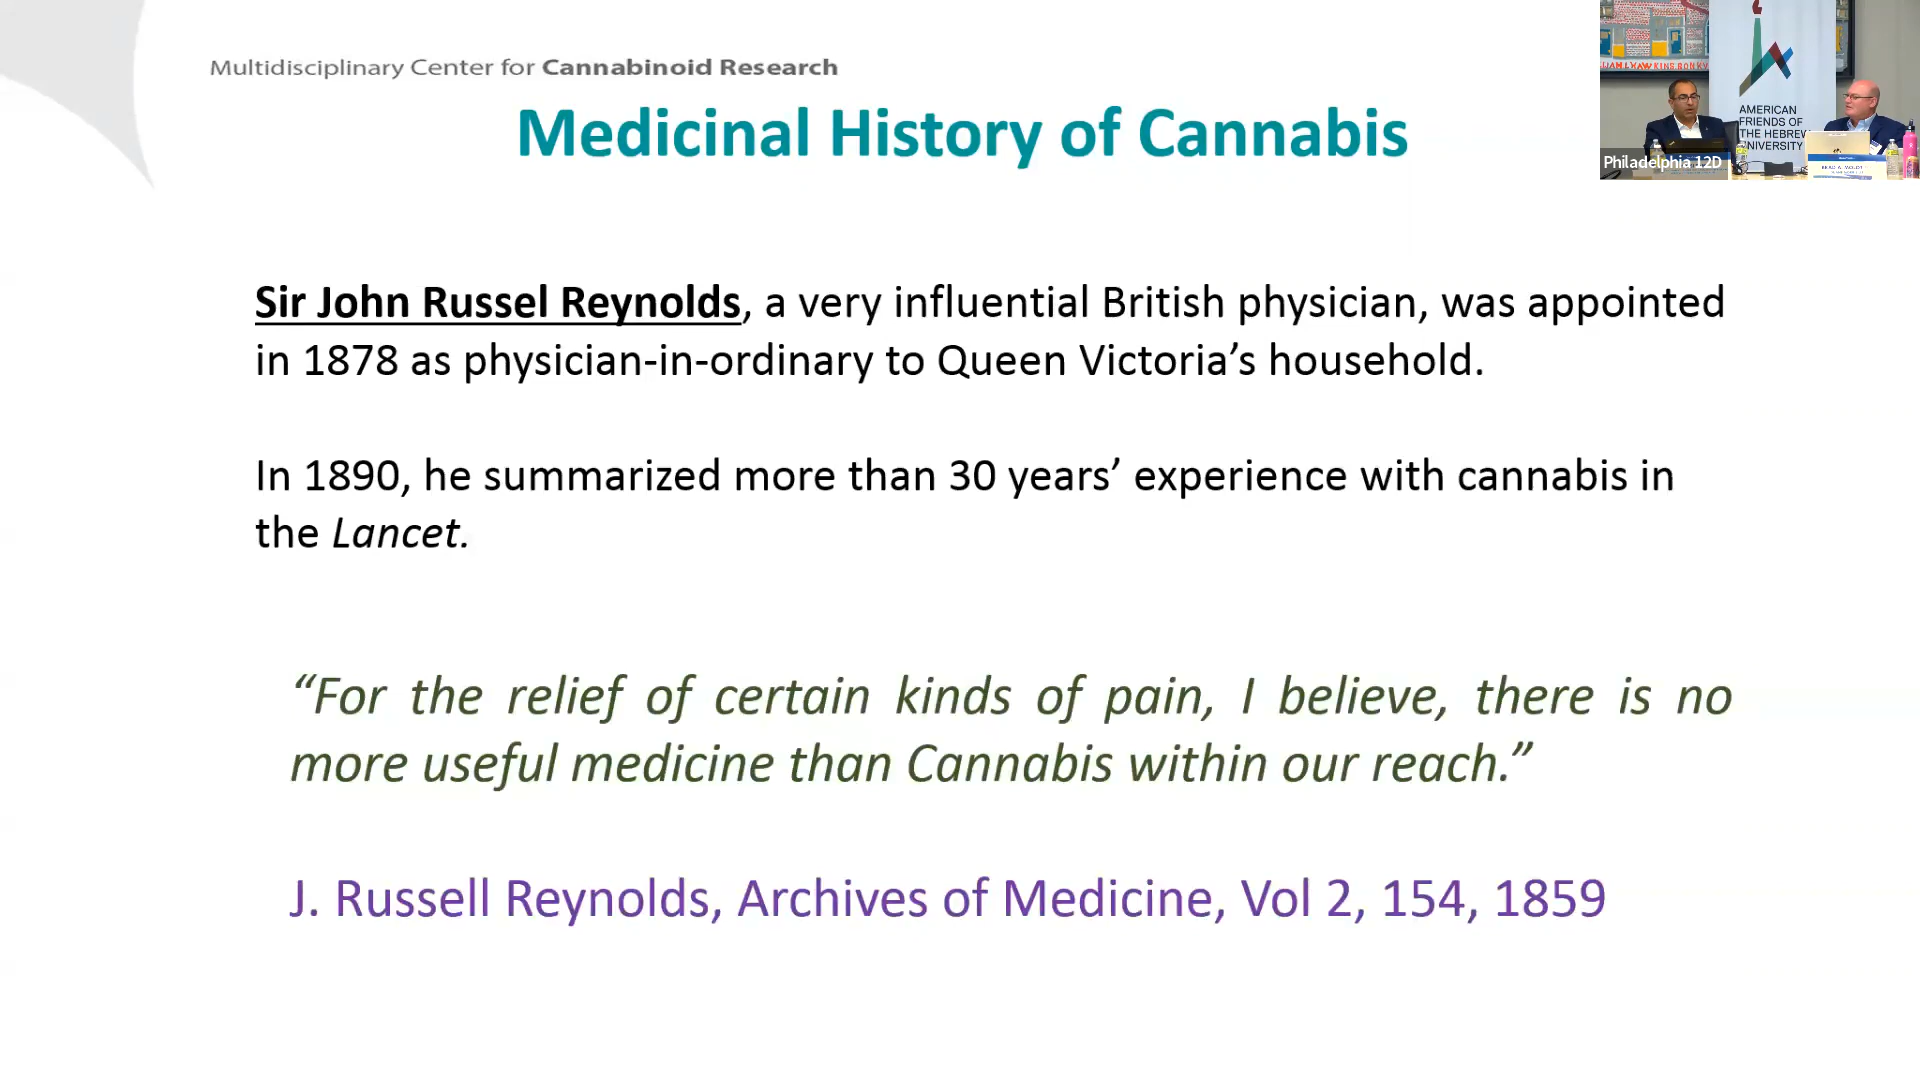 Multidisciplinary Center for Cannabinoid Research
Medicinal History of Cannabis
Sir John Russel Reynolds, a very influential British physician, was appointed
in 1878 as physician-in-ordinary to Queen Victoria’s household.
In 1890, he summarized more than 30 years’ experience with cannabis in
the Lancet.
“For the relief of certain kinds of pain, I believe, there is no
more useful medicine than Cannabis within our reach.”
J. Russell Reynolds, Archives of Medicine, Vol 2, 154, 1859
AMERICAN
FRIENDS OF
THE HEBREW
UNIVERSITY
Philadelphia 12D